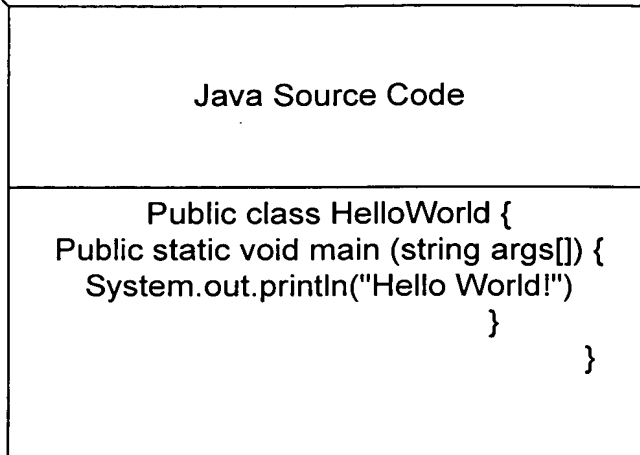 Java Source Code
Public class HelloWorld {
Public static void main (string args[]) {
System.out.println("Hello World!")
}
}